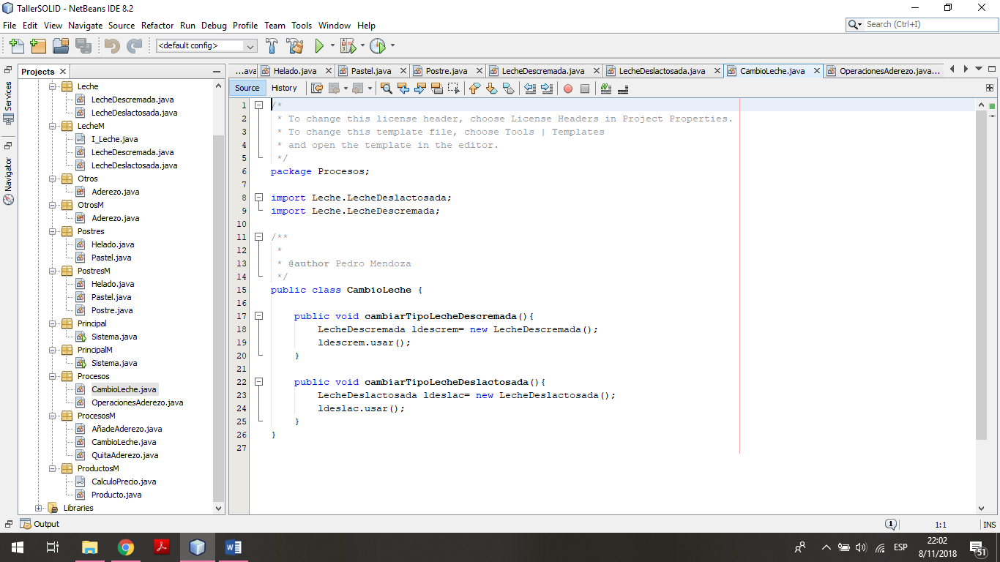 TallerSOLID - NetBeans IDE 8.2
File Edit View Navigate Source Refactor Run Debug Profile Team Tools Window Help
Search (Ctrl+I)
<default config>
Projects
...ava Helado.java Pastel.java Postre.java LecheDescremada.java LecheDeslactosada.java CambioLeche.java OperacionesAderezo.java...
Source History
Services
Navigator
Leche
LecheDescremada.java
LecheDeslactosada.java
LecheM
I_Leche.java
LecheDescremada.java
LecheDeslactosada.java
Otros
Aderezo.java
OtrosM
Aderezo.java
Postres
Helado.java
Pastel.java
PostresM
Helado.java
Pastel.java
Postre.java
Principal
Sistema.java
PrincipalM
Sistema.java
Procesos
CambioLeche.java
OperacionesAderezo.java
ProcesosM
AñadeAderezo.java
CambioLeche.java
QuitaAderezo.java
ProductosM
CalculoPrecio.java
Producto.java
Libraries
1 /*
2 * To change this license header, choose License Headers in Project Properties.
3 * To change this template file, choose Tools | Templates
4 * and open the template in the editor.
5 */
6 package Procesos;
7
8 import Leche.LecheDeslactosada;
9 import Leche.LecheDescremada;
10
11 /**
12 *
13 * @author Pedro Mendoza
14 */
15 public class CambioLeche {
16
17 public void cambiarTipoLecheDescremada(){
18 LecheDescremada ldescrem= new LecheDescremada();
19 ldescrem.usar();
20 }
21
22 public void cambiarTipoLecheDeslactosada(){
23 LecheDeslactosada ldeslac= new LecheDeslactosada();
24 ldeslac.usar();
25 }
26 }
27
Output
1
1:1
INS
ESP
22:02
8/11/2018
51